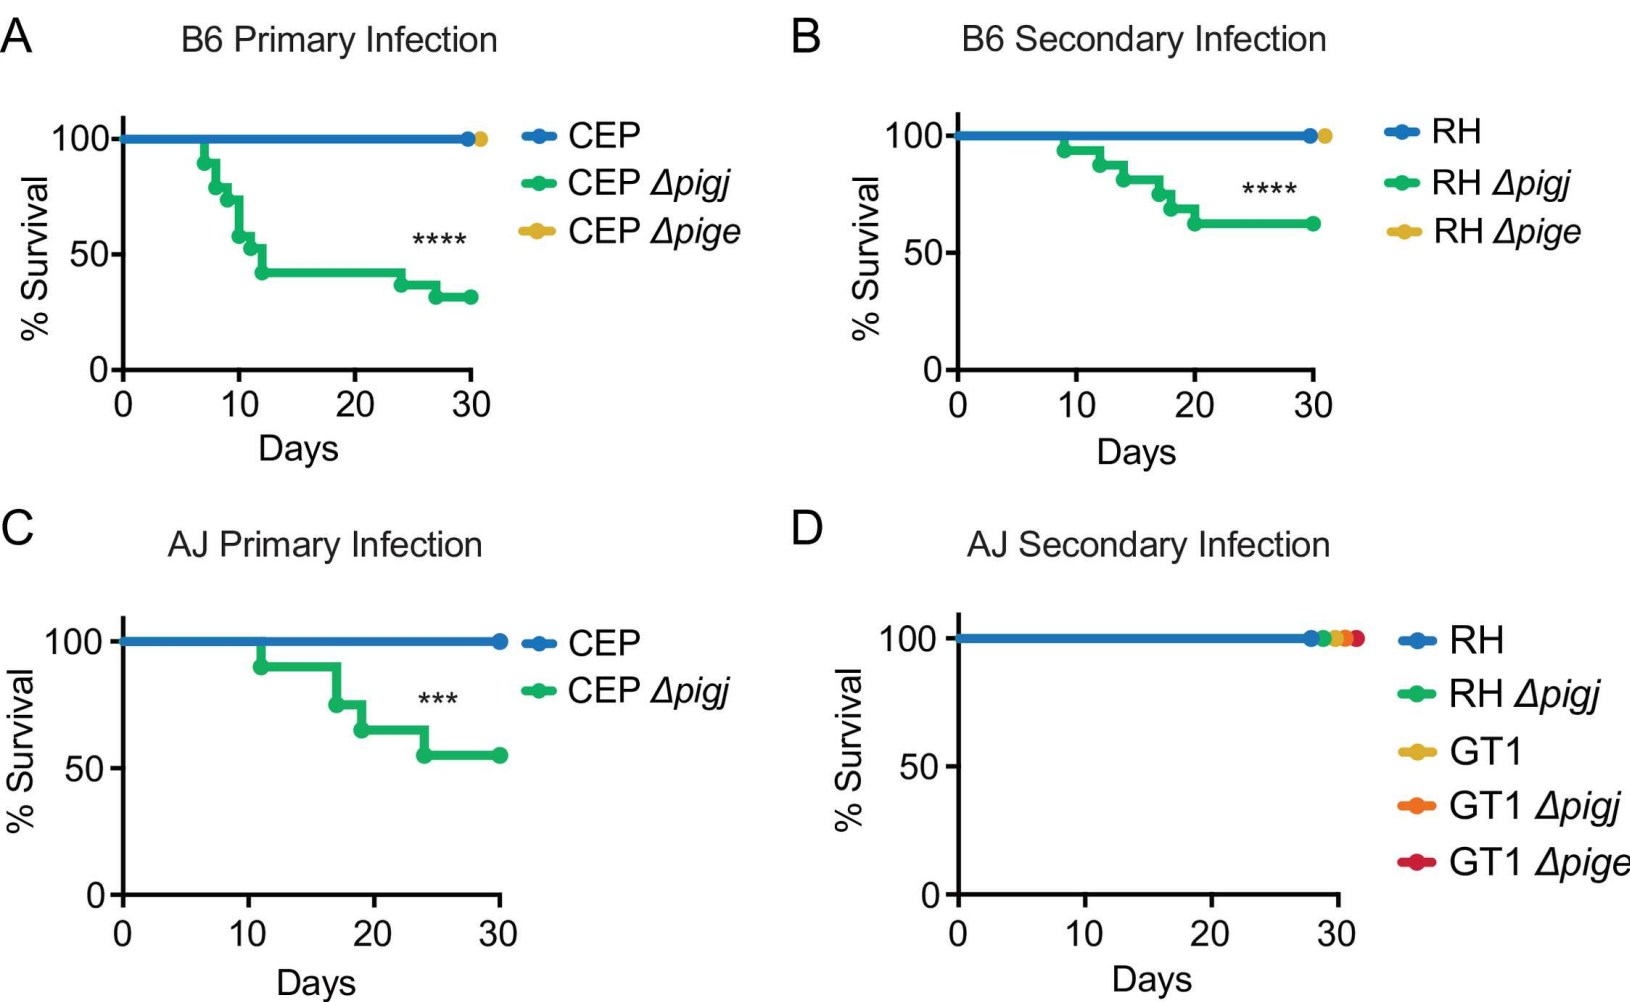 A
B6 Primary Infection
100
50
0
0 10 20 30
% Survival
Days
****
CEP
CEP Δpigj
CEP Δpige
B
B6 Secondary Infection
100
50
0
0 10 20 30
% Survival
Days
****
RH
RH Δpigj
RH Δpige
C
AJ Primary Infection
100
50
0
0 10 20 30
% Survival
Days
***
CEP
CEP Δpigj
D
AJ Secondary Infection
100
50
0
0 10 20 30
% Survival
Days
RH
RH Δpigj
GT1
GT1 Δpigj
GT1 Δpige